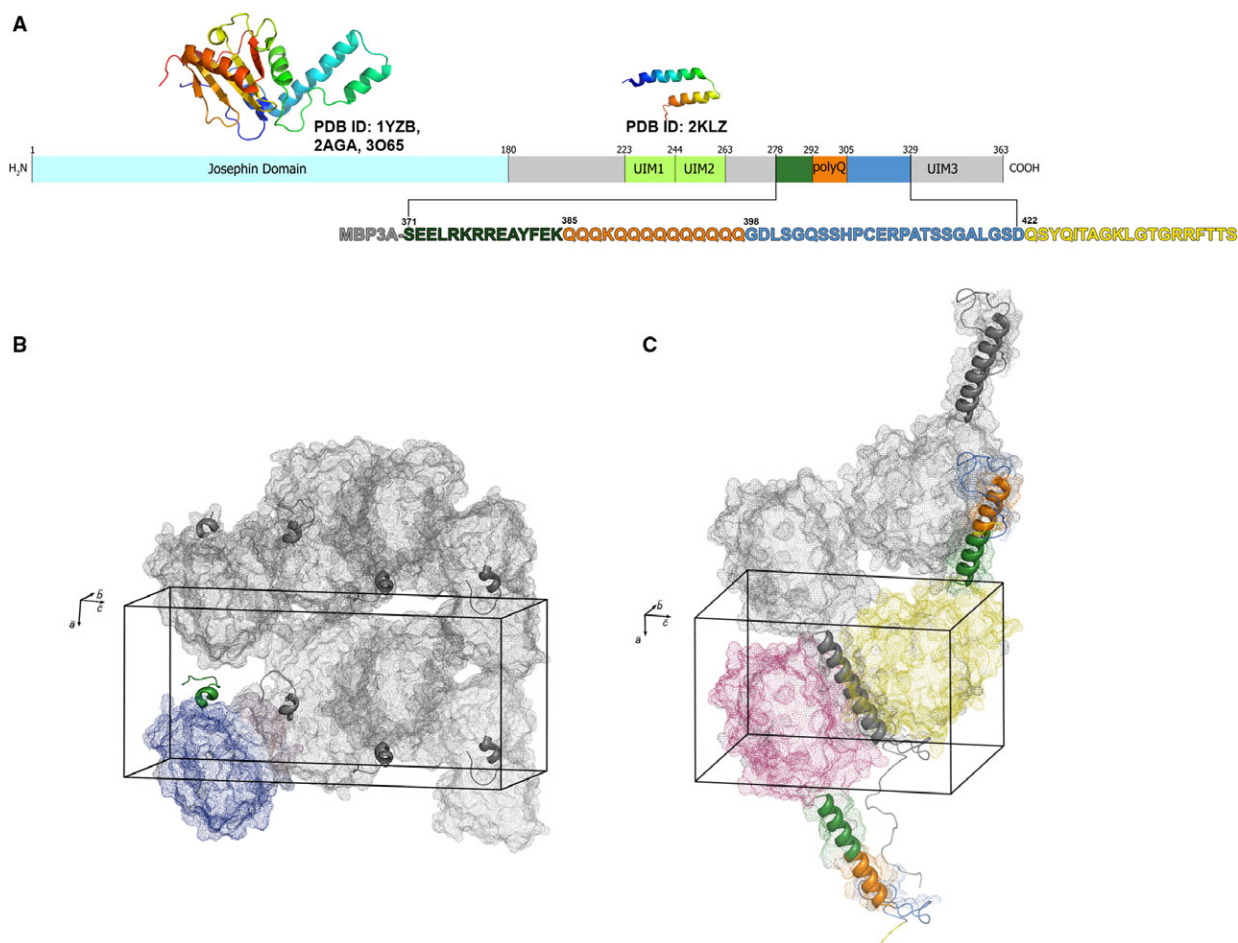 A
PDB ID: 1YZB,
2AGA, 3O65
PDB ID: 2KLZ
1 180 223 244 263 278 292 305 329 363
H₂N Josephin Domain UIM1 UIM2 polyQ UIM3 COOH
371 385 398 422
MBP3A-SEELRKRREAYFEKQQQKQQQQQQQQQQGDLSGQSSHPCERPATSSGALGSDQSYQITAGKLGTGRRFTTS
B
b
c
a
C
b
c
a